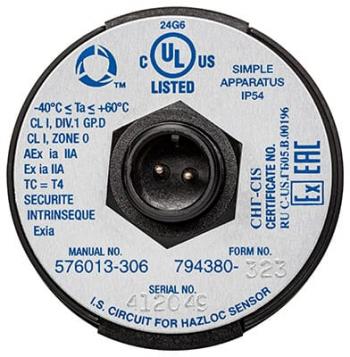 24G6
C UL US
LISTED
™
SIMPLE
APPARATUS
IP54
-40°C ≤ Ta ≤ +60°C
CL I, DIV.1 GP.D
CL I, ZONE 0
AEx ia IIA
Ex ia IIA
TC = T4
SECURITE
INTRINSEQUE
Exia
CHF-CIS
CERTIFICATE NO.
RU C-US.ГБ05.В.00196
Ex EAC
MANUAL NO.
576013-306
FORM NO.
794380-323
SERIAL NO.
412049
I.S. CIRCUIT FOR HAZLOC SENSOR